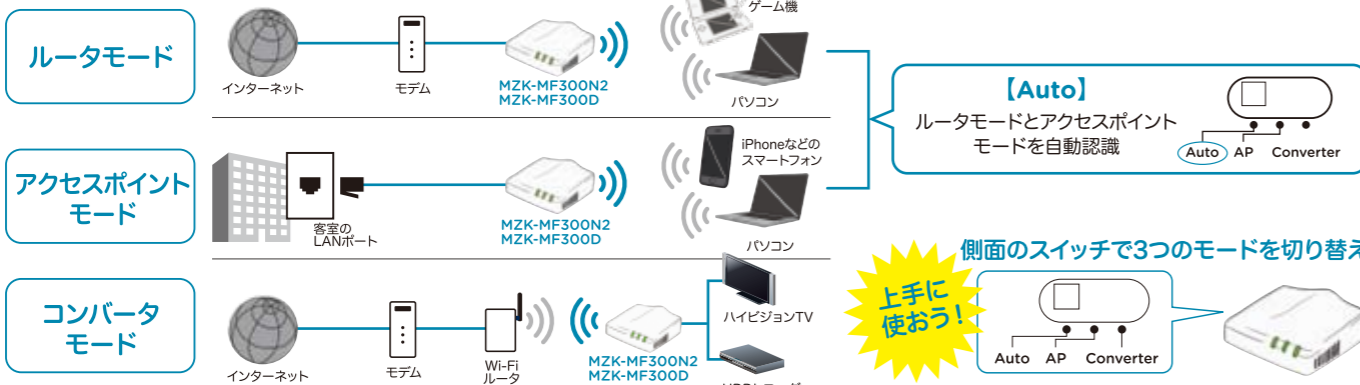 ルータモード
インターネット
モデム
MZK-MF300N2
MZK-MF300D
ゲーム機
パソコン
【Auto】
ルータモードとアクセスポイント
モードを自動認識
Auto AP Converter
アクセスポイント
モード
客室の
LANポート
MZK-MF300N2
MZK-MF300D
iPhoneなどの
スマートフォン
パソコン
コンバータ
モード
インターネット
モデム
Wi-Fi
ルータ
MZK-MF300N2
MZK-MF300D
ハイビジョンTV
上手に
使おう!
側面のスイッチで3つのモードを切り替え
Auto AP Converter